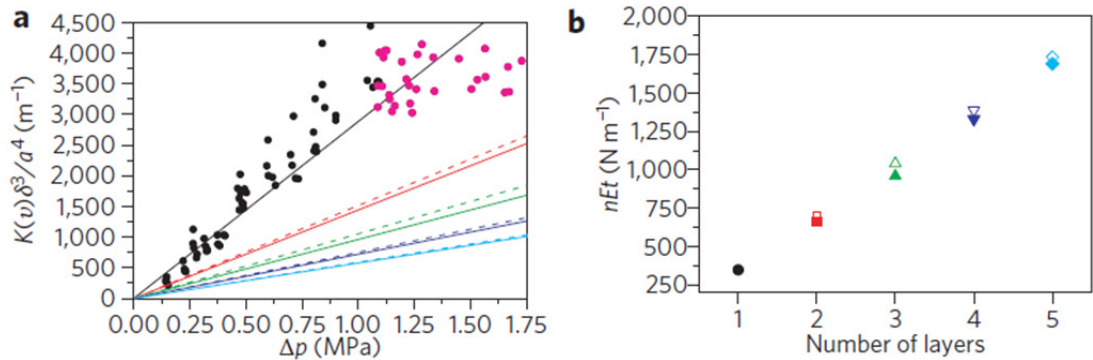 a
4,500
4,000
3,500
3,000
2,500
2,000
1,500
1,000
500
0
K(υ)δ³/a⁴ (m⁻¹)
0.00 0.25 0.50 0.75 1.00 1.25 1.50 1.75
Δp (MPa)
b
2,000
1,750
1,500
1,250
1,000
750
500
250
nEt (N m⁻¹)
1 2 3 4 5
Number of layers